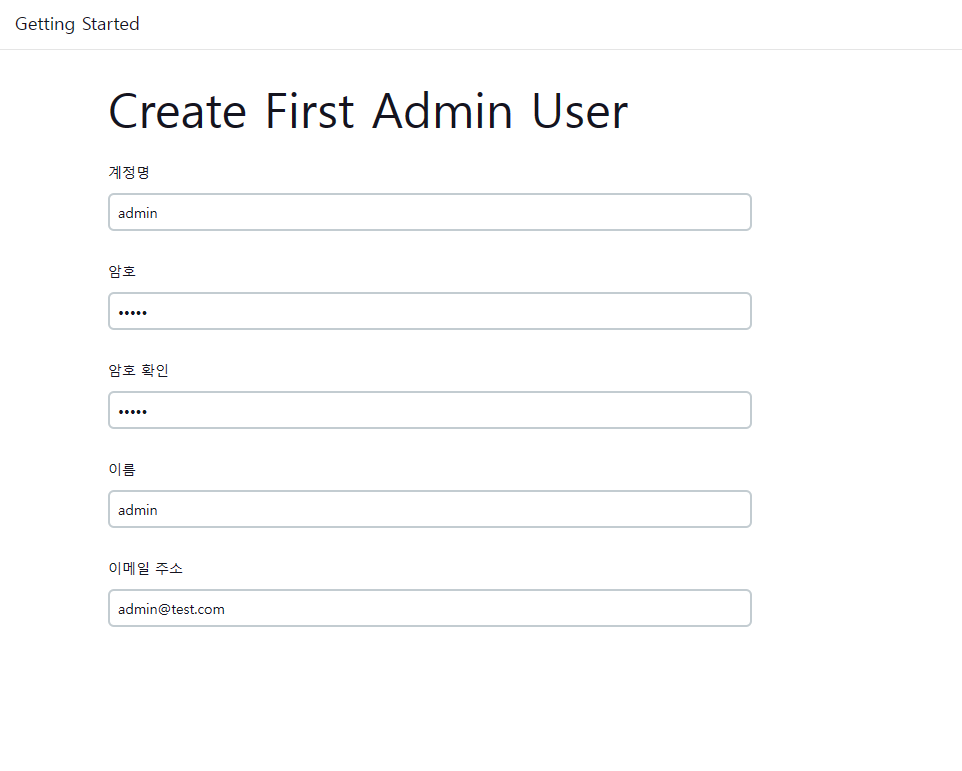 Getting Started
Create First Admin User
계정명
admin
암호
•••••
암호 확인
•••••
이름
admin
이메일 주소
admin@test.com